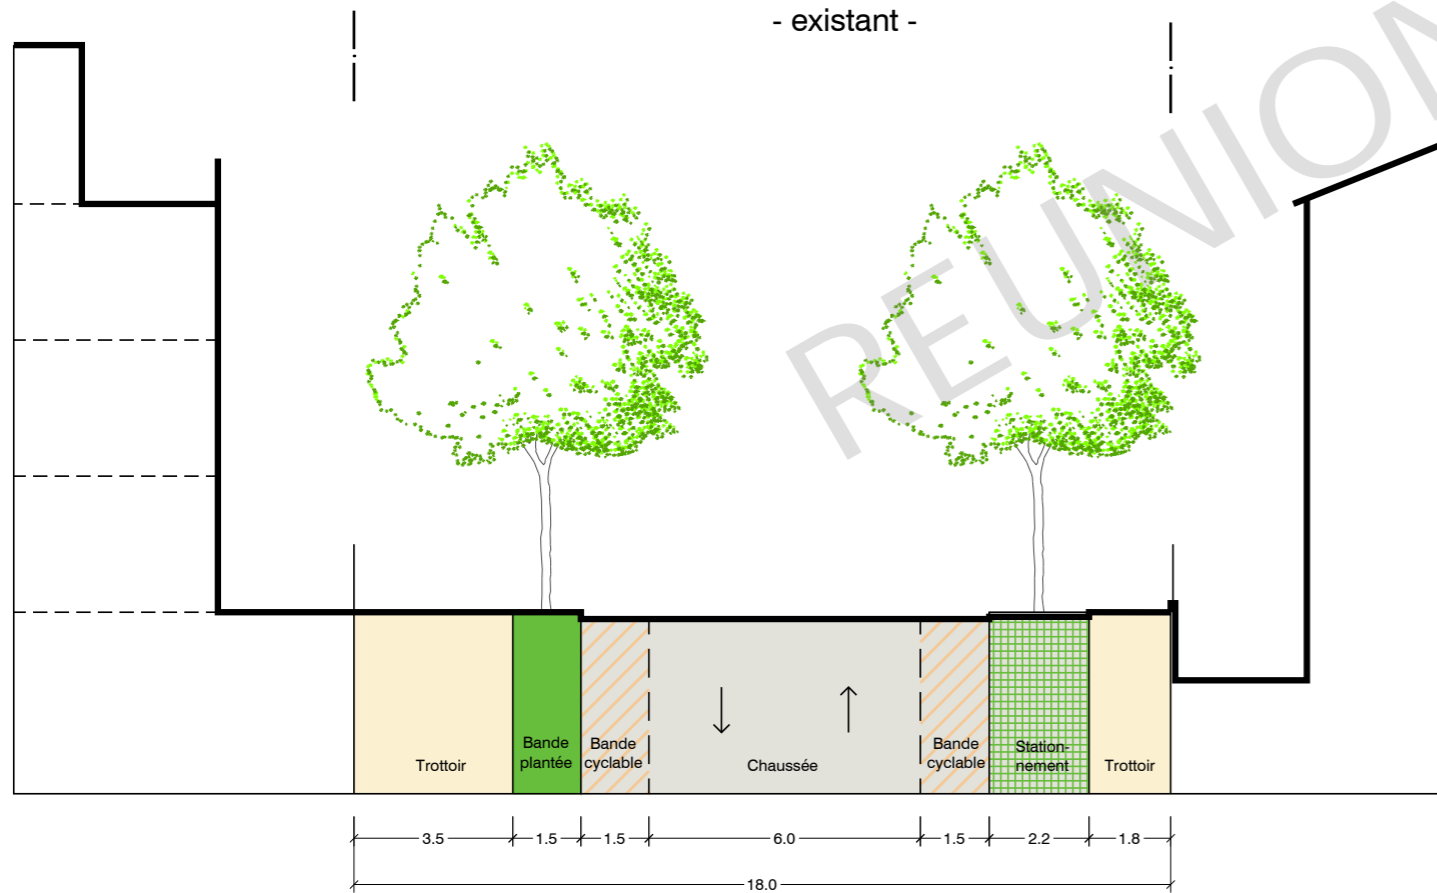 - existant -
REUNION
Trottoir
Bande
plantée
Bande
cyclable
Chaussée
Bande
cyclable
Station-
nement
Trottoir
3.5
1.5
1.5
6.0
1.5
2.2
1.8
18.0